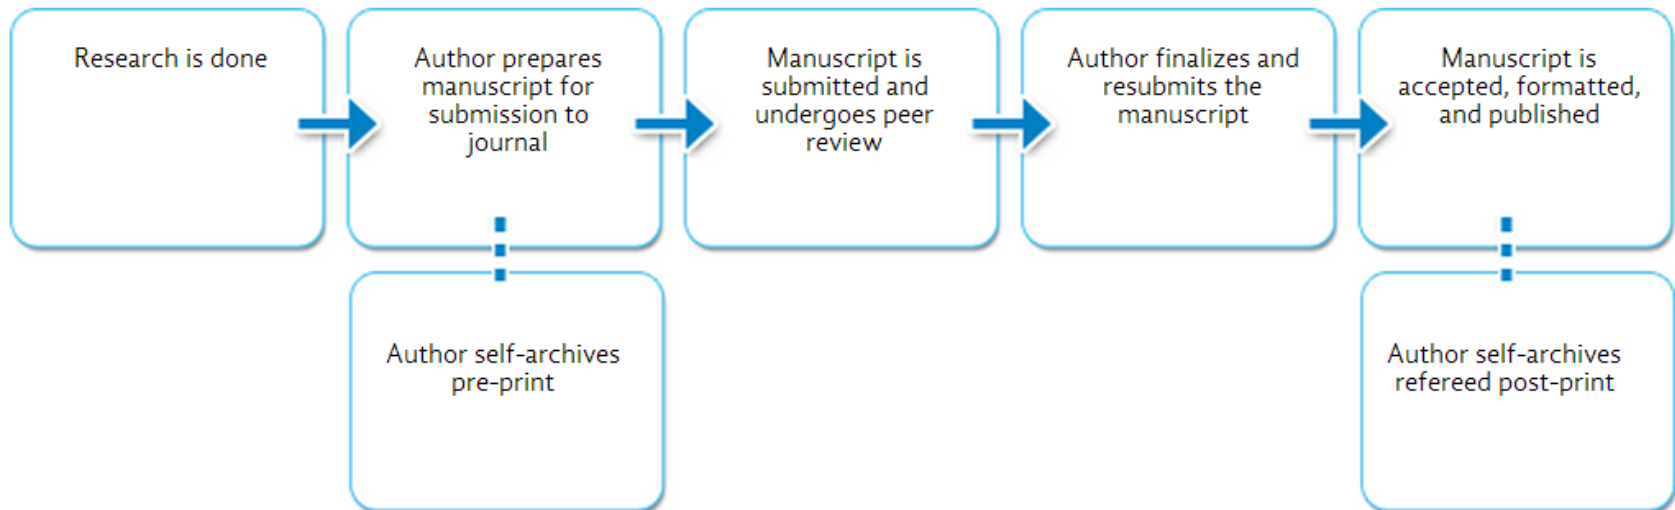 Research is done
Author prepares
manuscript for
submission to
journal
Manuscript is
submitted and
undergoes peer
review
Author finalizes and
resubmits the
manuscript
Manuscript is
accepted, formatted,
and published
Author self-archives
pre-print
Author self-archives
refereed post-print